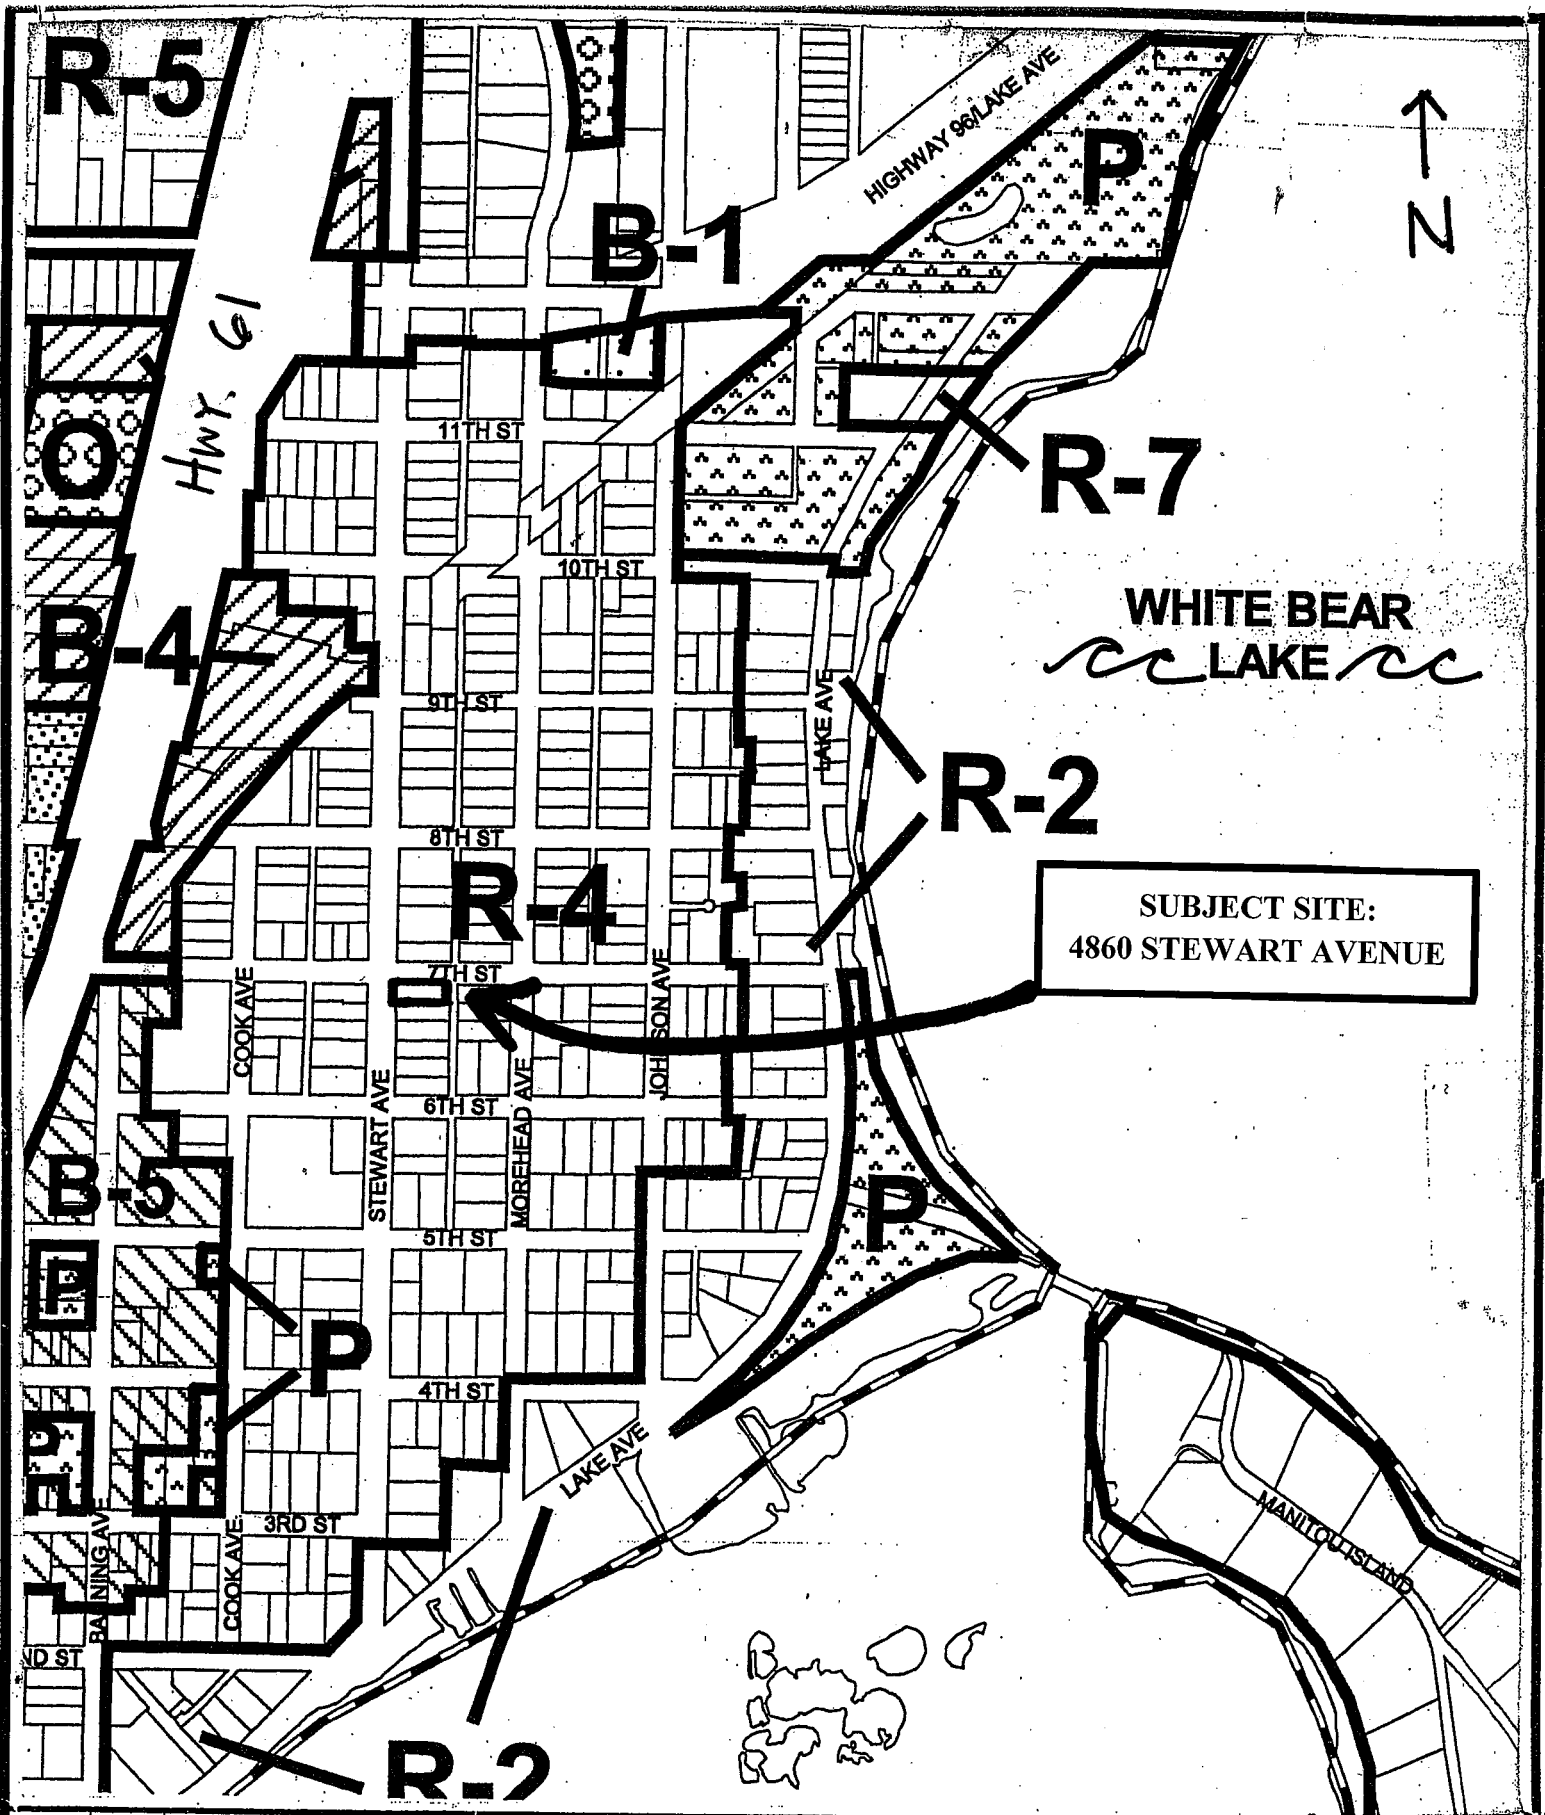 R-5
HIGHWAY 96/LAKE AVE
P
N
B-1
HWY. 61
O
11TH ST
R-7
10TH ST
WHITE BEAR
LAKE
B-4
9TH ST
LAKE AVE
R-2
8TH ST
R-4
SUBJECT SITE:
4860 STEWART AVENUE
7TH ST
COOK AVE
JOHNSON AVE
STEWART AVE
MOREHEAD AVE
6TH ST
B-5
P
5TH ST
P
P
4TH ST
P
LAKE AVE
MANITOU ISLAND
3RD ST
BANNING AVE
COOK AVE
ND ST
R-2